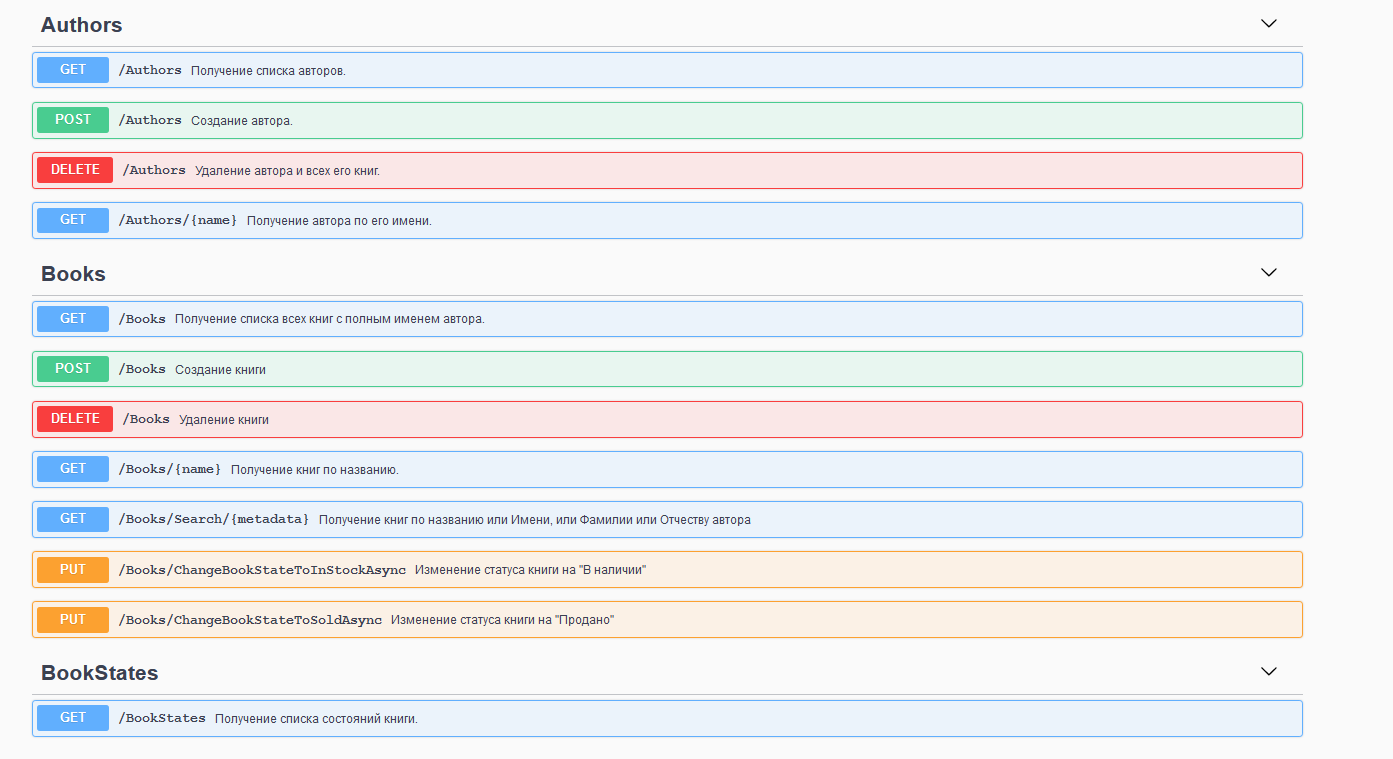 Authors
GET /Authors Получение списка авторов.
POST /Authors Создание автора.
DELETE /Authors Удаление автора и всех его книг.
GET /Authors/{name} Получение автора по его имени.
Books
GET /Books Получение списка всех книг с полным именем автора.
POST /Books Создание книги
DELETE /Books Удаление книги
GET /Books/{name} Получение книг по названию.
GET /Books/Search/{metadata} Получение книг по названию или Имени, или Фамилии или Отчеству автора
PUT /Books/ChangeBookStateToInStockAsync Изменение статуса книги на "В наличии"
PUT /Books/ChangeBookStateToSoldAsync Изменение статуса книги на "Продано"
BookStates
GET /BookStates Получение списка состояний книги.